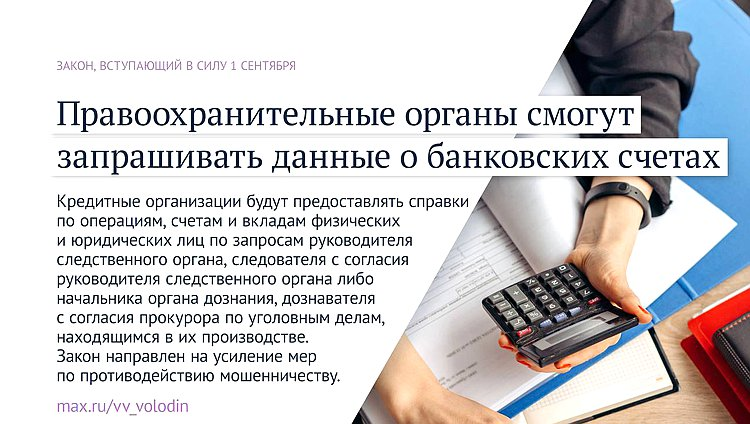 ЗАКОН, ВСТУПАЮЩИЙ В СИЛУ 1 СЕНТЯБРЯ
Правоохранительные органы смогут
запрашивать данные о банковских счетах
Кредитные организации будут предоставлять справки
по операциям, счетам и вкладам физических
и юридических лиц по запросам руководителя
следственного органа, следователя с согласия
руководителя следственного органа либо
начальника органа дознания, дознавателя
с согласия прокурора по уголовным делам,
находящимся в их производстве.
Закон направлен на усиление мер
по противодействию мошенничеству.
max.ru/vv_volodin